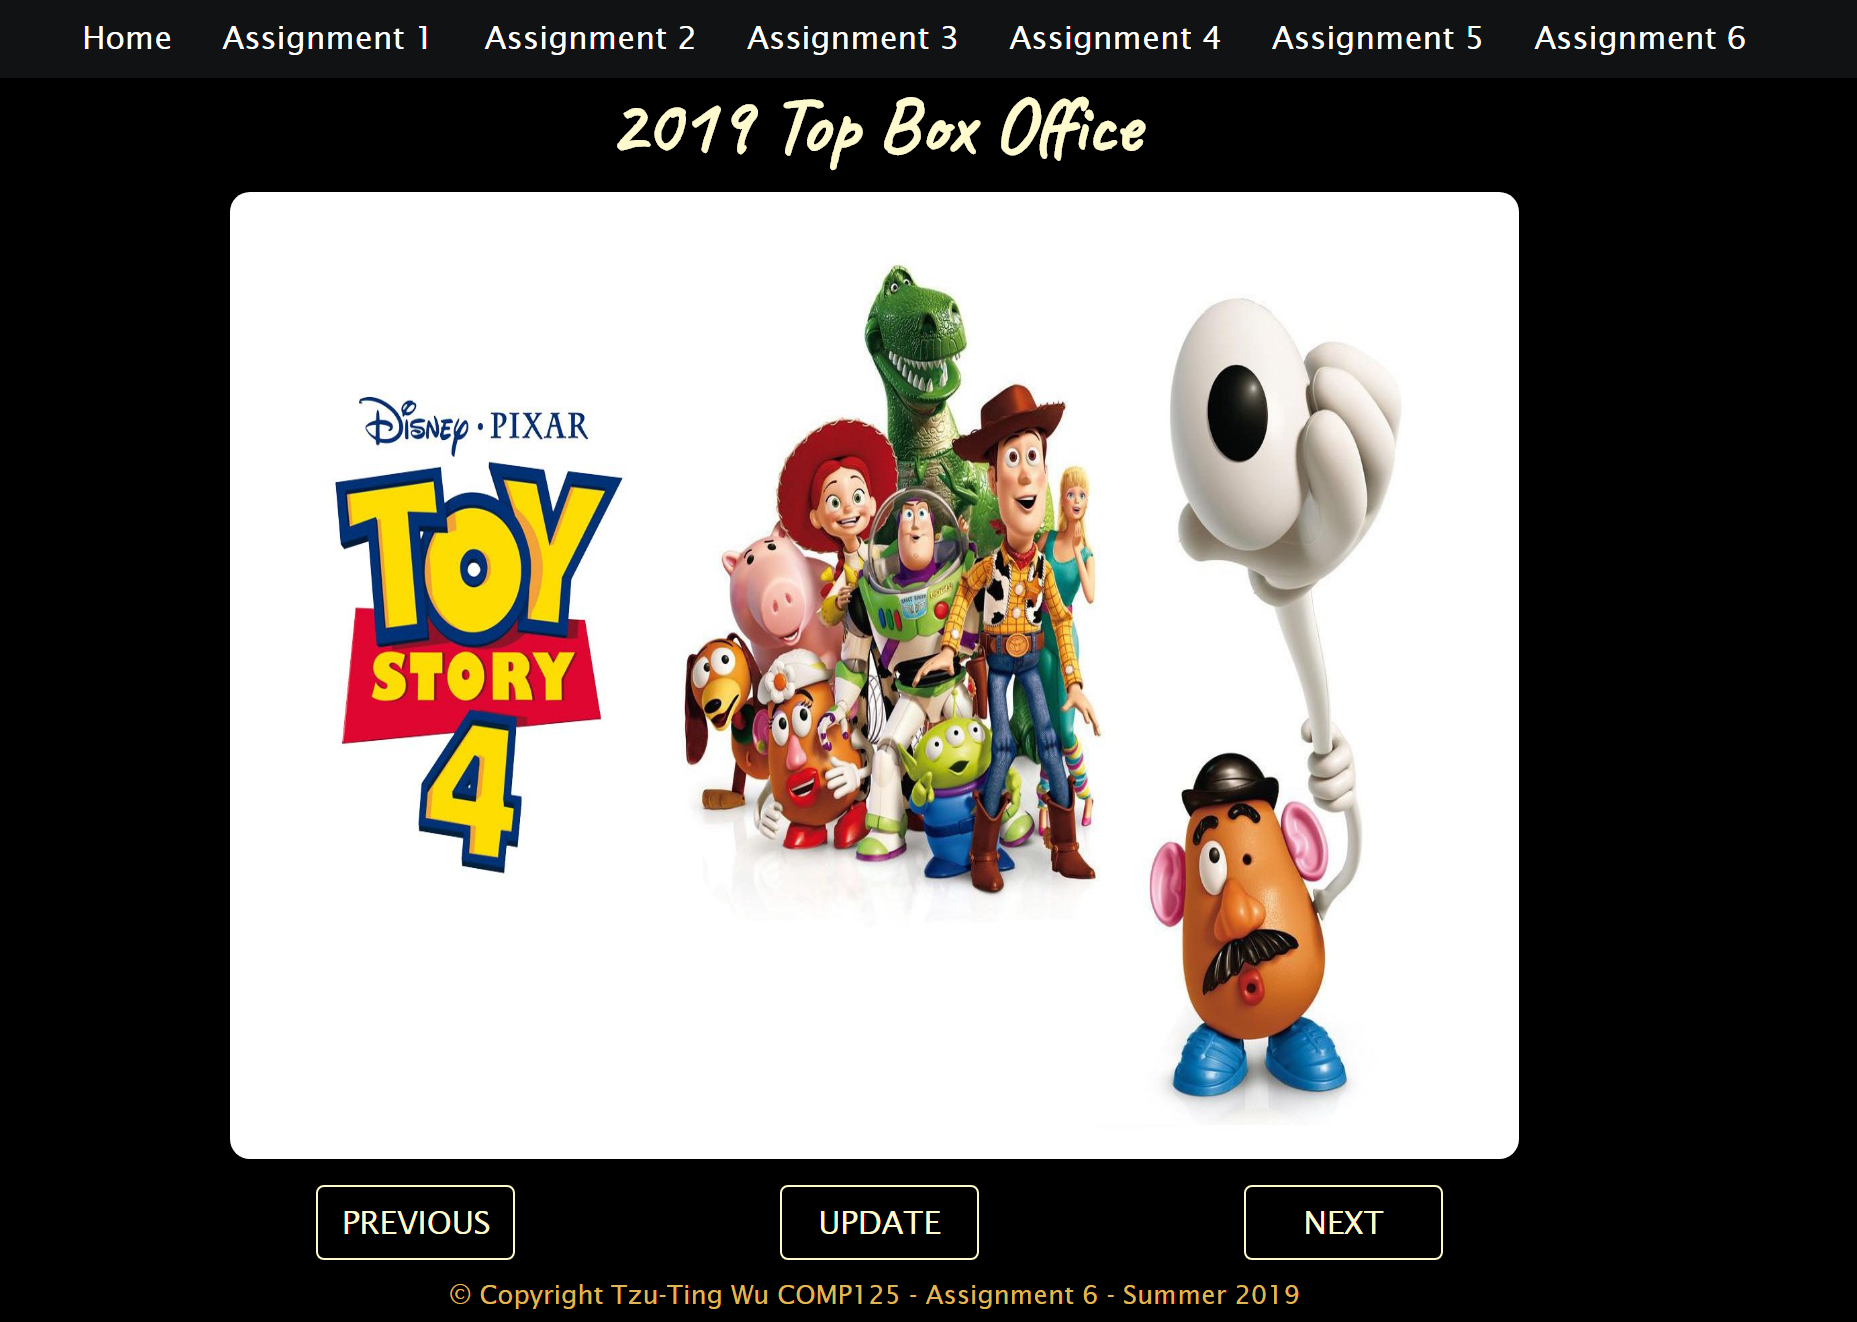 Home Assignment 1 Assignment 2 Assignment 3 Assignment 4 Assignment 5 Assignment 6
2019 Top Box Office
Disney · PIXAR
TOY
STORY
4
PREVIOUS UPDATE NEXT
© Copyright Tzu-Ting Wu COMP125 - Assignment 6 - Summer 2019